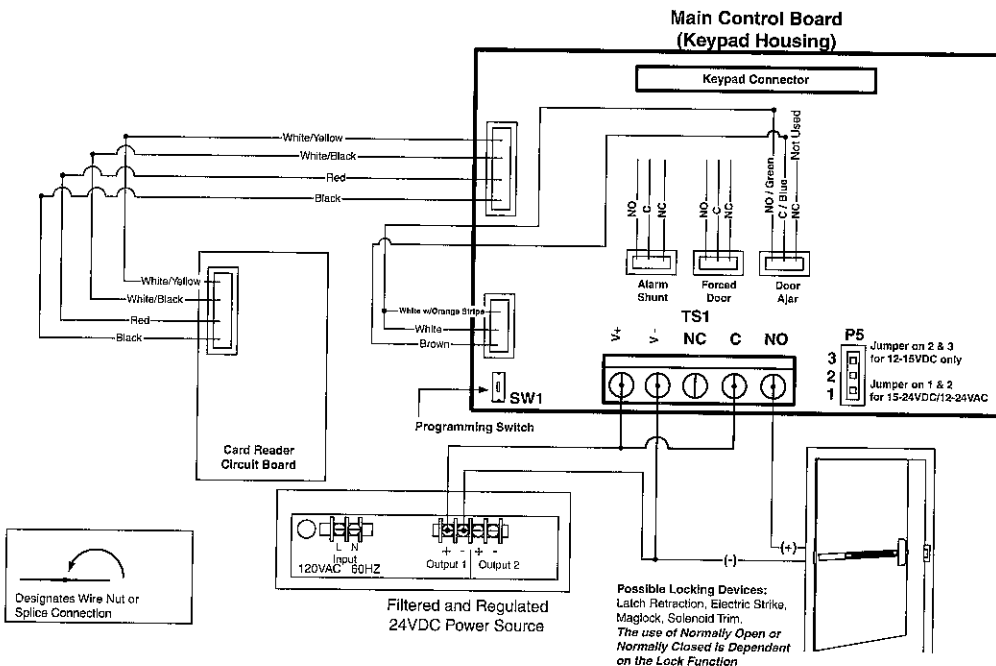 Main Control Board
(Keypad Housing)
Keypad Connector
White/Yellow
White/Black
Red
Black
NO
C
NC
NO
C
NC
NO / Green
C / Blue
NC
Not Used
Alarm
Shunt
Forced
Door
Door
Ajar
White/Yellow
White/Black
Red
Black
White w/Orange Stripe
White
Brown
SW1
Programming Switch
TS1
V+
V-
NC
C
NO
P5
3
2
1
Jumper on 2 & 3
for 12-15VDC only
Jumper on 1 & 2
for 15-24VDC/12-24VAC
Card Reader
Circuit Board
L N
Input
120VAC 60HZ
+ - + -
Output 1
Output 2
Filtered and Regulated
24VDC Power Source
(+)
(-)
Designates Wire Nut or
Splice Connection
Possible Locking Devices:
Latch Retraction, Electric Strike,
Maglock, Solenoid Trim.
The use of Normally Open or
Normally Closed is Dependant
on the Lock Function